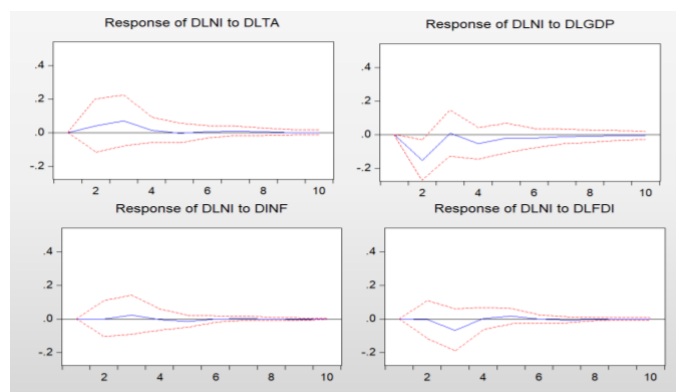 Response of DLNI to DLTA
.4
.2
.0
-.2
2 4 6 8 10
Response of DLNI to DLGDP
.4
.2
.0
-.2
2 4 6 8 10
Response of DLNI to DINF
.4
.2
.0
-.2
2 4 6 8 10
Response of DLNI to DLFDI
.4
.2
.0
-.2
2 4 6 8 10